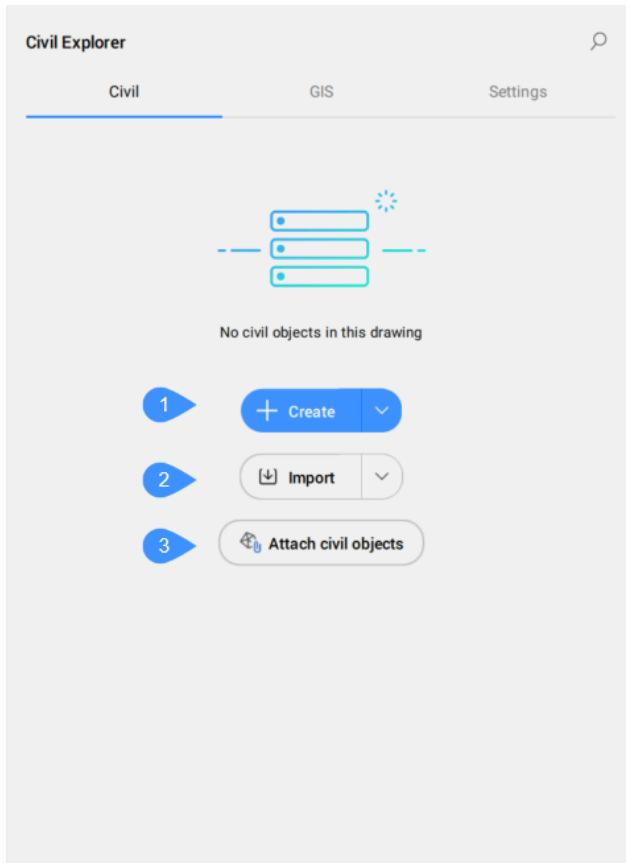 Civil Explorer
Civil GIS Settings
No civil objects in this drawing
1 Create
2 Import
3 Attach civil objects